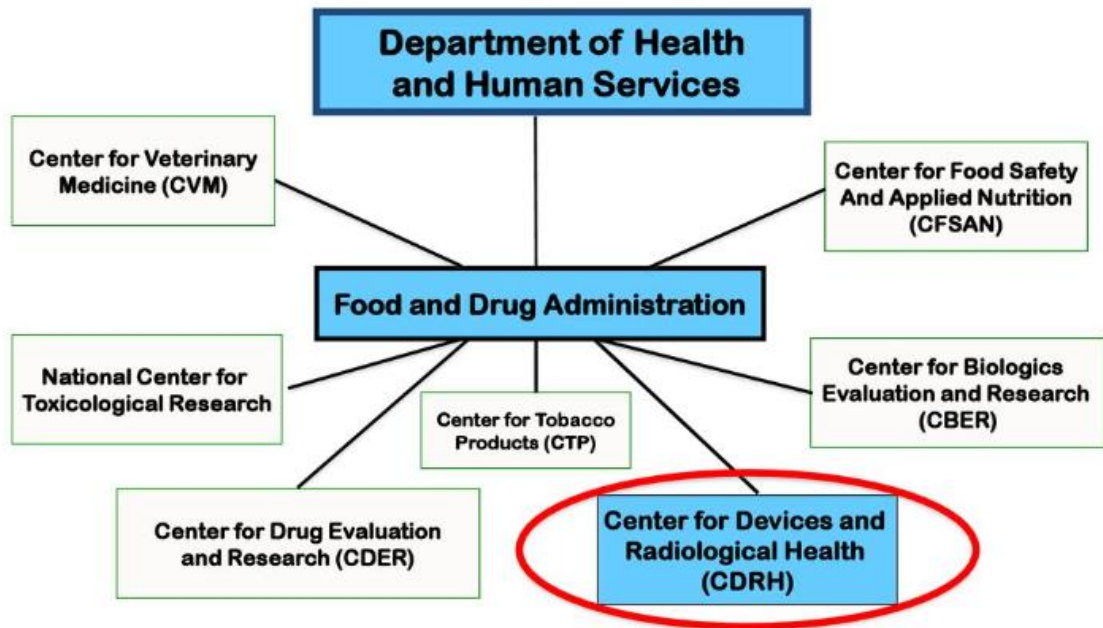 Department of Health
and Human Services
Center for Veterinary
Medicine (CVM)
Center for Food Safety
And Applied Nutrition
(CFSAN)
Food and Drug Administration
National Center for
Toxicological Research
Center for Tobacco
Products (CTP)
Center for Biologics
Evaluation and Research
(CBER)
Center for Drug Evaluation
and Research (CDER)
Center for Devices and
Radiological Health
(CDRH)